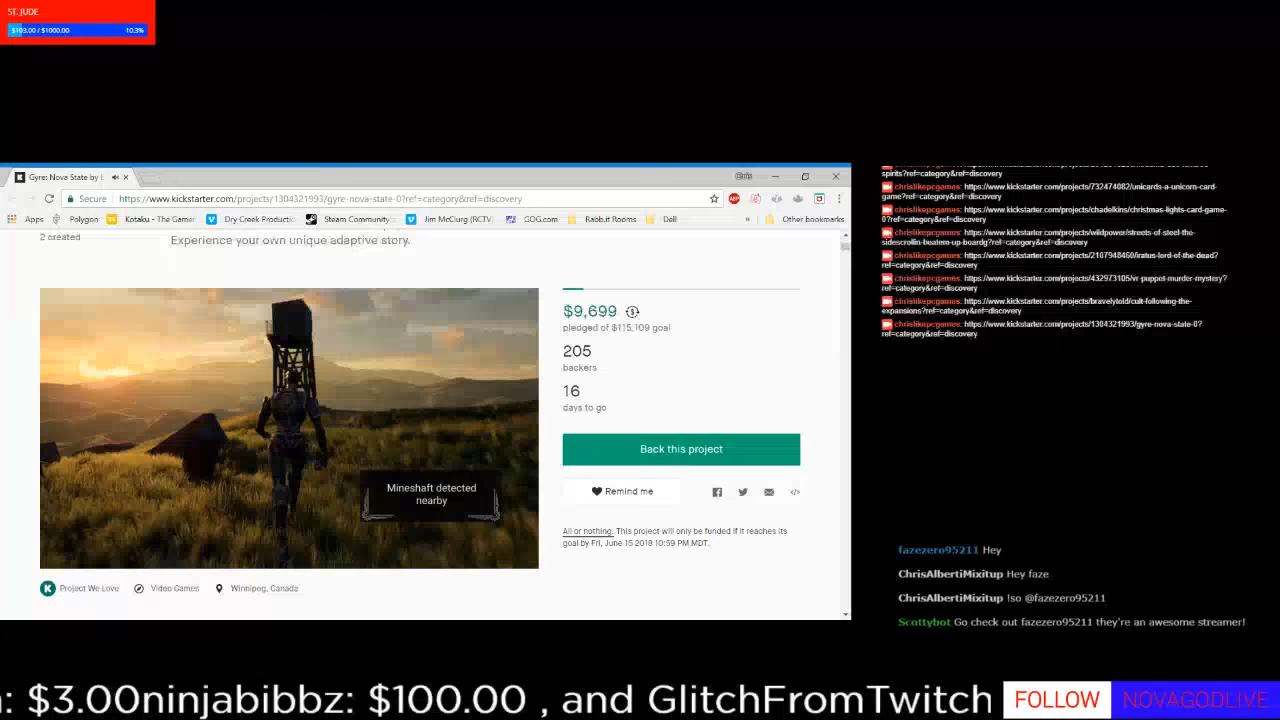 ST. JUDE
$103.00 / $1000.00 10.3%
Gyre: Nova State by
Chris
Secure https://www.kickstarter.com/projects/1304321993/gyre-nova-state-0?ref=category&ref=discovery
Apps Polygon Kotaku - The Gamer Dry Creek Productic Steam Community Jim McClurg (RCTV) GOG.com Rabb.it Rooms Dell » Other bookmarks
2 created
Experience your own unique adaptive story.
$9,699
pledged of $115,109 goal
205
backers
16
days to go
Back this project
Remind me
All or nothing. This project will only be funded if it reaches its
goal by Fri, June 15 2018 10:59 PM MDT.
Mineshaft detected
nearby
Project We Love Video Games Winnipeg, Canada
spirits?ref=category&ref=discovery
chrislikepcgames: https://www.kickstarter.com/projects/732474082/unicards-a-unicorn-card-
game?ref=category&ref=discovery
chrislikepcgames: https://www.kickstarter.com/projects/chadelkins/christmas-lights-card-game-
0?ref=category&ref=discovery
chrislikepcgames: https://www.kickstarter.com/projects/wildpower/streets-of-steel-the-
sidescrollin-beatem-up-boardg?ref=category&ref=discovery
chrislikepcgames: https://www.kickstarter.com/projects/2107948460/iratus-lord-of-the-dead?
ref=category&ref=discovery
chrislikepcgames: https://www.kickstarter.com/projects/432973105/vr-puppet-murder-mystery?
ref=category&ref=discovery
chrislikepcgames: https://www.kickstarter.com/projects/bravelytold/cult-following-the-
expansions?ref=category&ref=discovery
chrislikepcgames: https://www.kickstarter.com/projects/1304321993/gyre-nova-state-0?
ref=category&ref=discovery
fazezero95211 Hey
ChrisAlbertiMixitup Hey faze
ChrisAlbertiMixitup !so @fazezero95211
Scottybot Go check out fazezero95211 they're an awesome streamer!
: $3.00ninjabibbz: $100.00 , and GlitchFromTwitch
FOLLOW NOVAGODLIVE